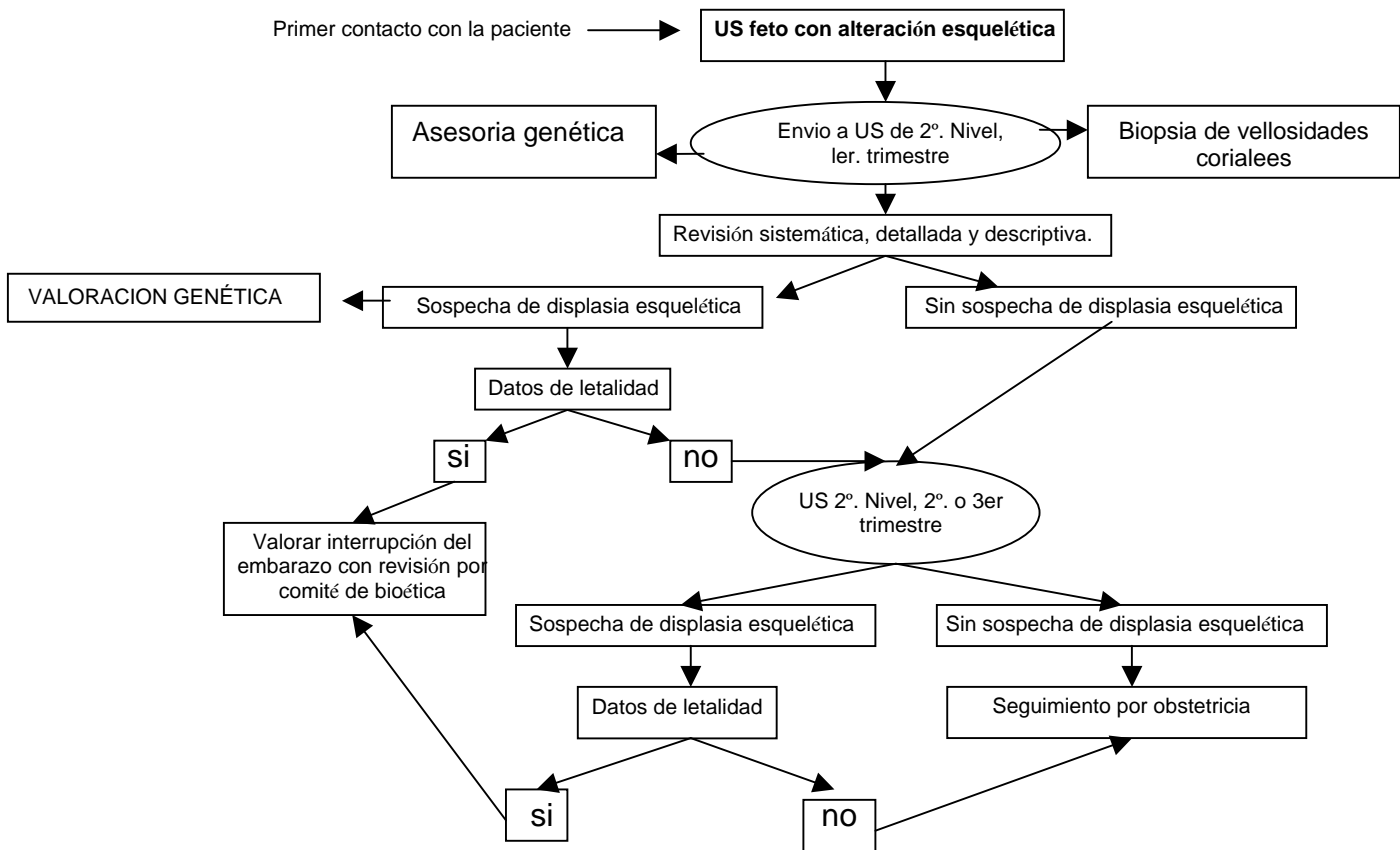 Primer contacto con la paciente
US feto con alteración esquelética
Asesoria genética
Envio a US de 2º. Nivel,
ler. trimestre
Biopsia de vellosidades
corialees
Revisión sistemática, detallada y descriptiva.
VALORACION GENÉTICA
Sospecha de displasia esquelética
Sin sospecha de displasia esquelética
Datos de letalidad
si
no
US 2º. Nivel, 2º. o 3er
trimestre
Valorar interrupción del
embarazo con revisión por
comité de bioética
Sospecha de displasia esquelética
Sin sospecha de displasia esquelética
Datos de letalidad
Seguimiento por obstetricia
si
no